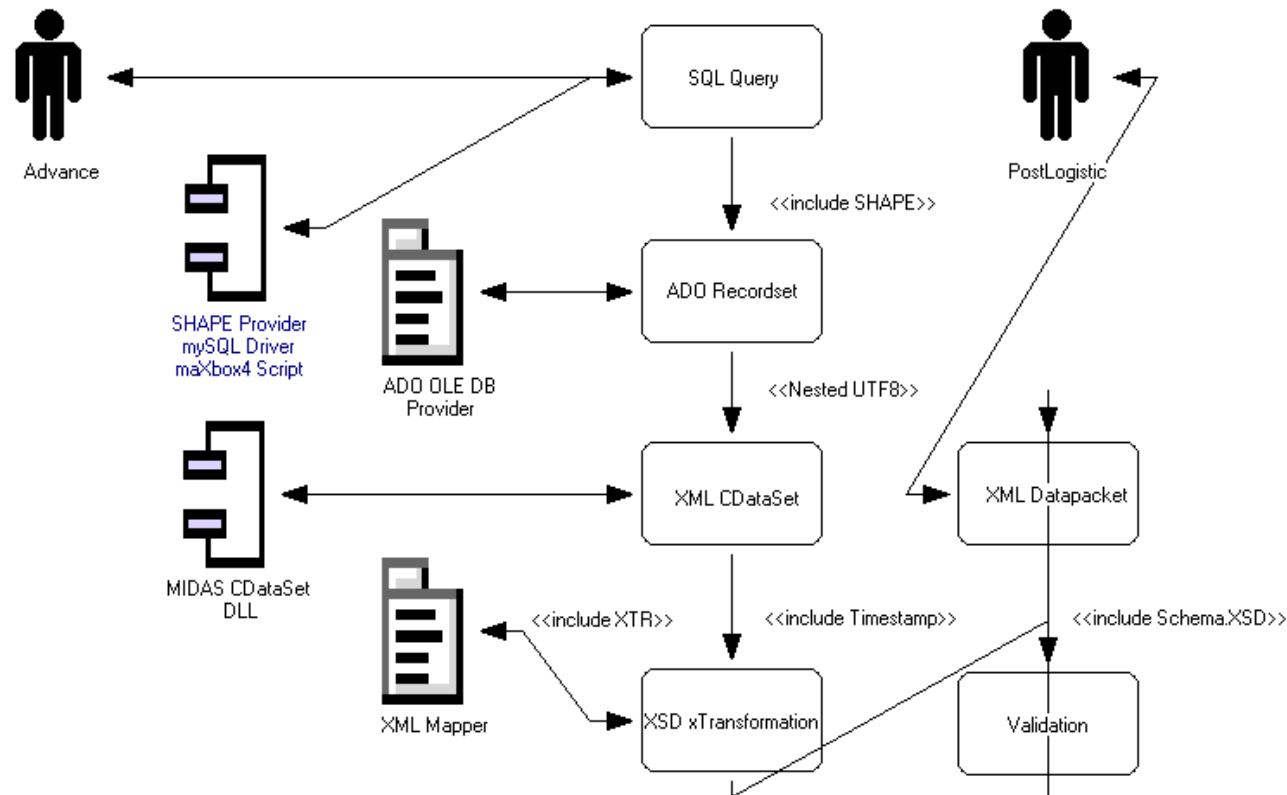 SQL Query
Advance
PostLogistic
<<include SHAPE>>
ADO Recordset
SHAPE Provider
mySQL Driver
maXbox4 Script
ADO OLE DB
Provider
<<Nested UTF8>>
XML CDataSet
XML Datapacket
MIDAS CDataSet
DLL
<<include XTR>>
<<include Timestamp>>
<<include Schema.XSD>>
XML Mapper
XSD xTransformation
Validation